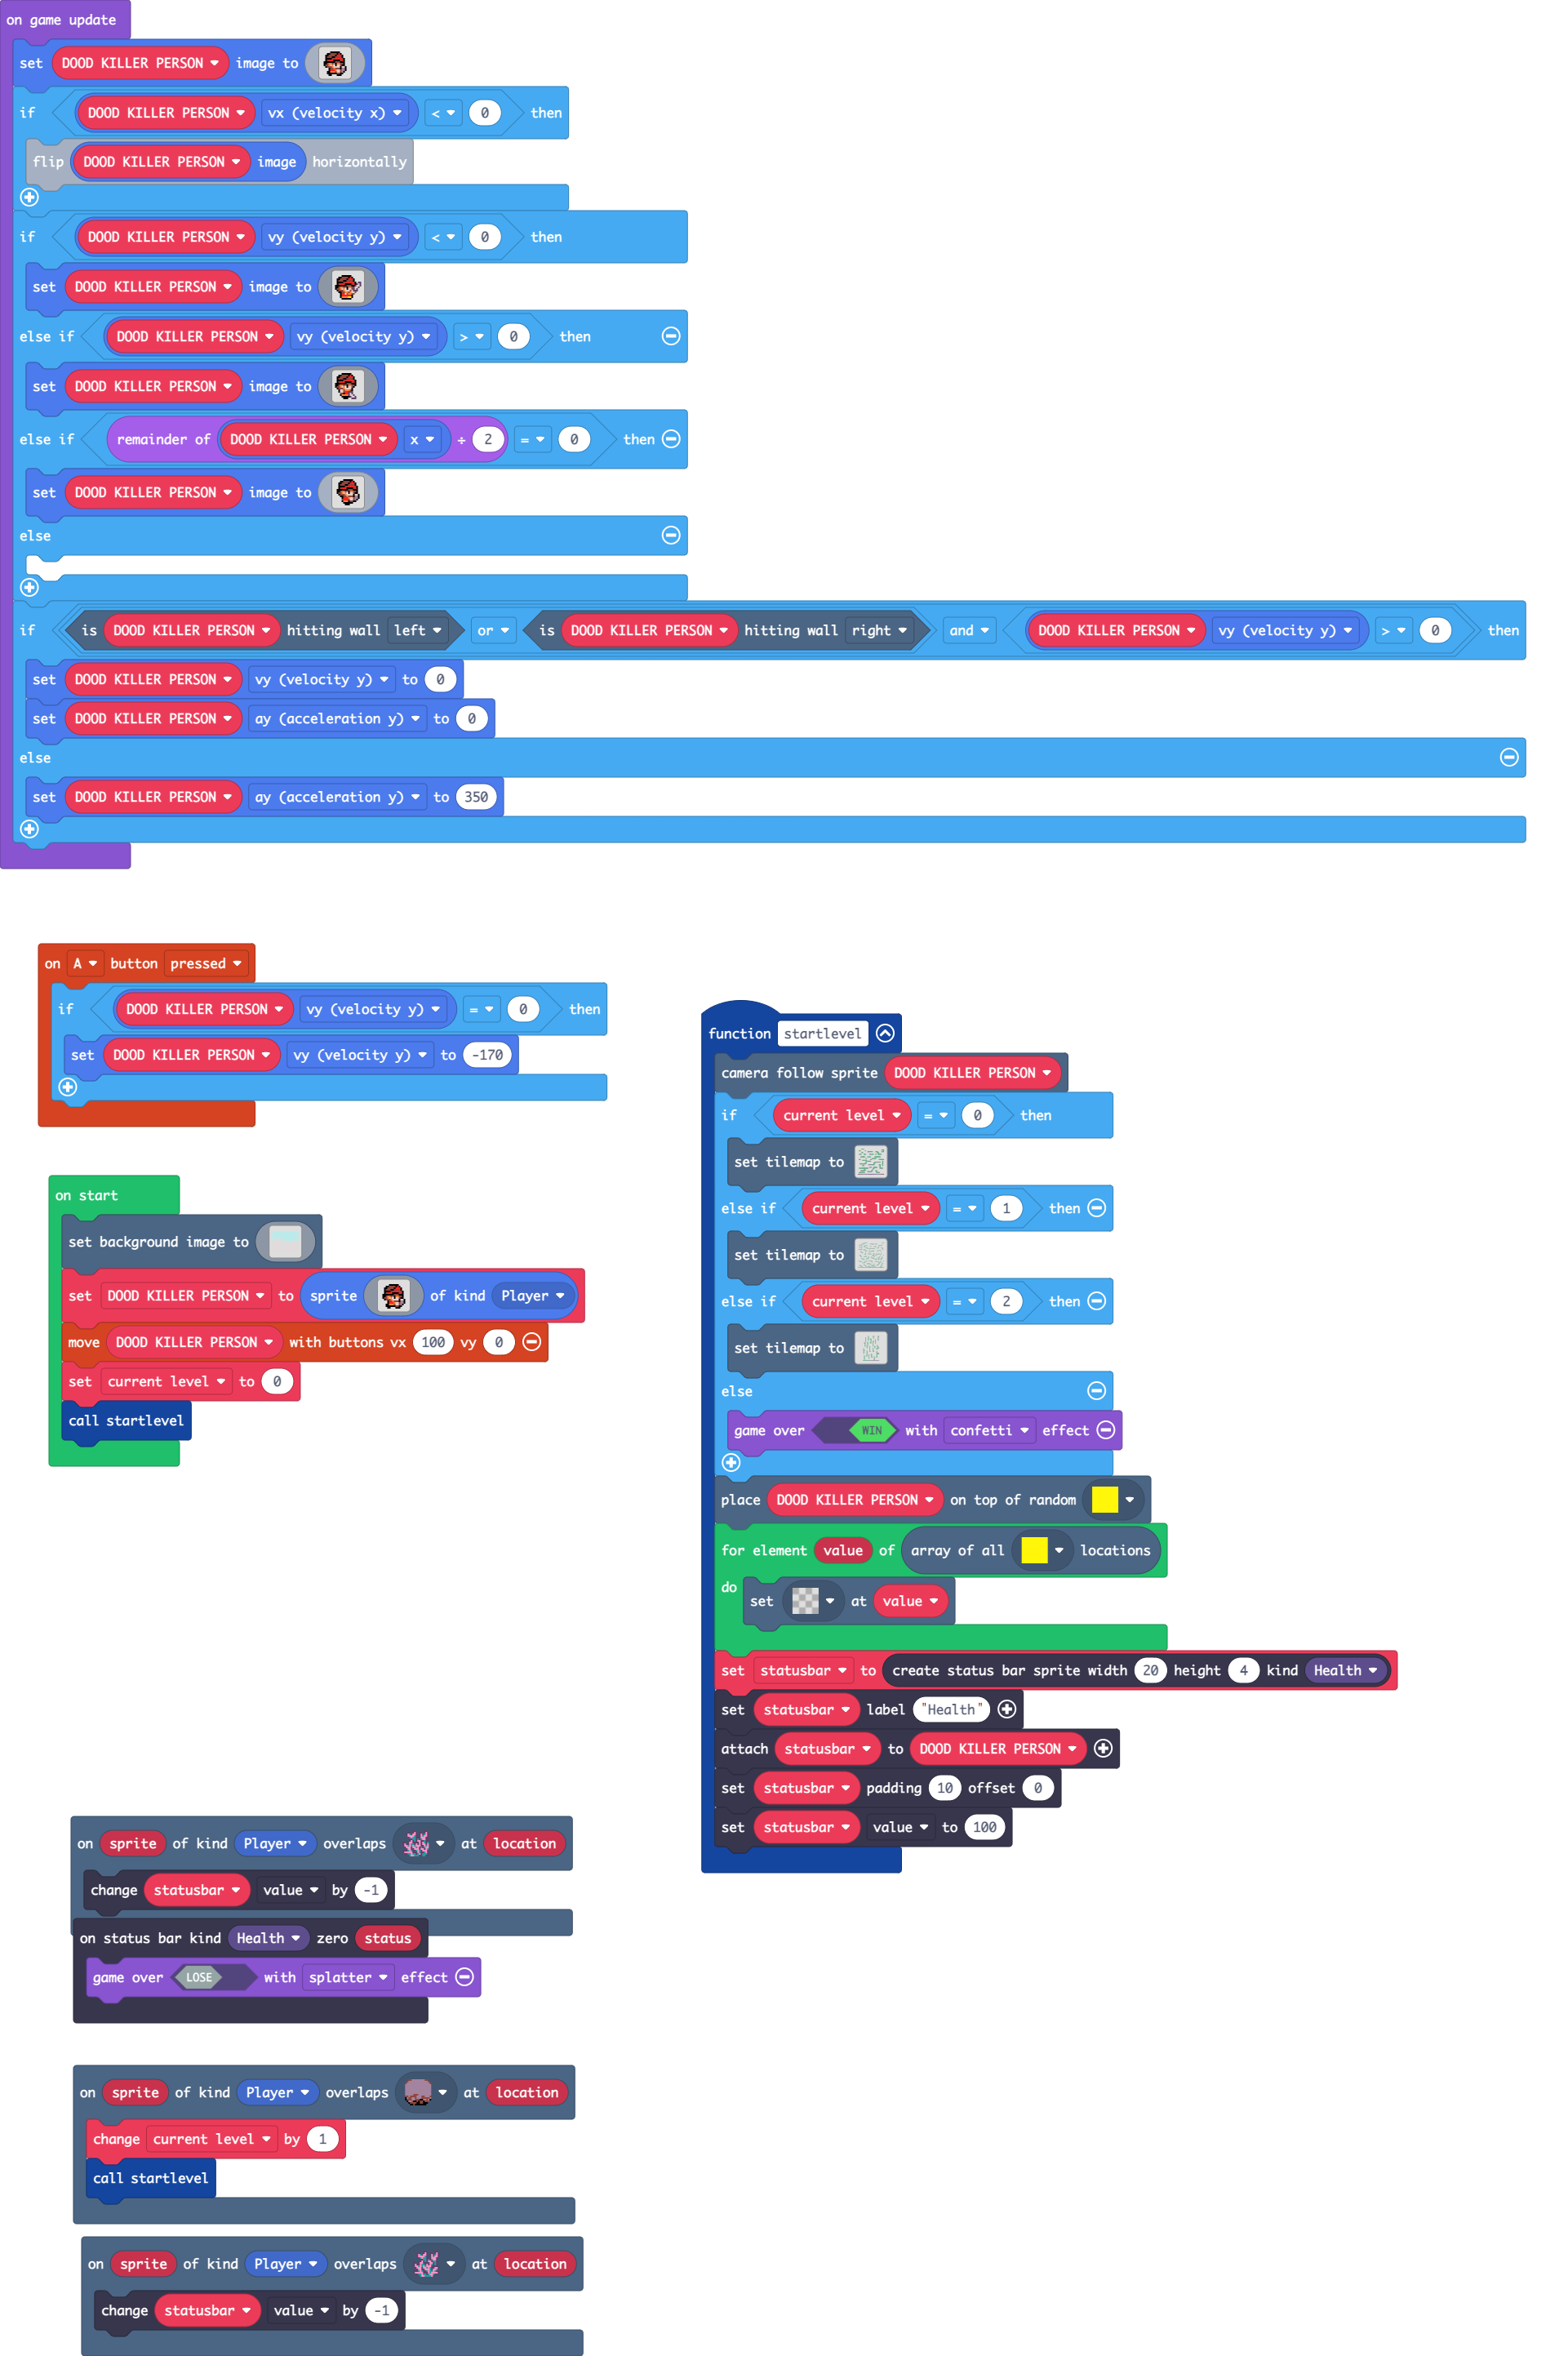 on game update
set DOOD KILLER PERSON image to
if DOOD KILLER PERSON vx (velocity x) < 0 then
flip DOOD KILLER PERSON image horizontally
if DOOD KILLER PERSON vy (velocity y) < 0 then
set DOOD KILLER PERSON image to
else if DOOD KILLER PERSON vy (velocity y) > 0 then
set DOOD KILLER PERSON image to
else if remainder of DOOD KILLER PERSON x ÷ 2 = 0 then
set DOOD KILLER PERSON image to
else
if is DOOD KILLER PERSON hitting wall left or is DOOD KILLER PERSON hitting wall right and DOOD KILLER PERSON vy (velocity y) > 0 then
set DOOD KILLER PERSON vy (velocity y) to 0
set DOOD KILLER PERSON ay (acceleration y) to 0
else
set DOOD KILLER PERSON ay (acceleration y) to 350
on A button pressed
if DOOD KILLER PERSON vy (velocity y) = 0 then
set DOOD KILLER PERSON vy (velocity y) to -170
on start
set background image to
set DOOD KILLER PERSON to sprite of kind Player
move DOOD KILLER PERSON with buttons vx 100 vy 0
set current level to 0
call startlevel
function startlevel
camera follow sprite DOOD KILLER PERSON
if current level = 0 then
set tilemap to
else if current level = 1 then
set tilemap to
else if current level = 2 then
set tilemap to
else
game over WIN with confetti effect
place DOOD KILLER PERSON on top of random
for element value of array of all locations
do set at value
set statusbar to create status bar sprite width 20 height 4 kind Health
set statusbar label "Health"
attach statusbar to DOOD KILLER PERSON
set statusbar padding 10 offset 0
set statusbar value to 100
on sprite of kind Player overlaps at location
change statusbar value by -1
on status bar kind Health zero status
game over LOSE with splatter effect
on sprite of kind Player overlaps at location
change current level by 1
call startlevel
on sprite of kind Player overlaps at location
change statusbar value by -1